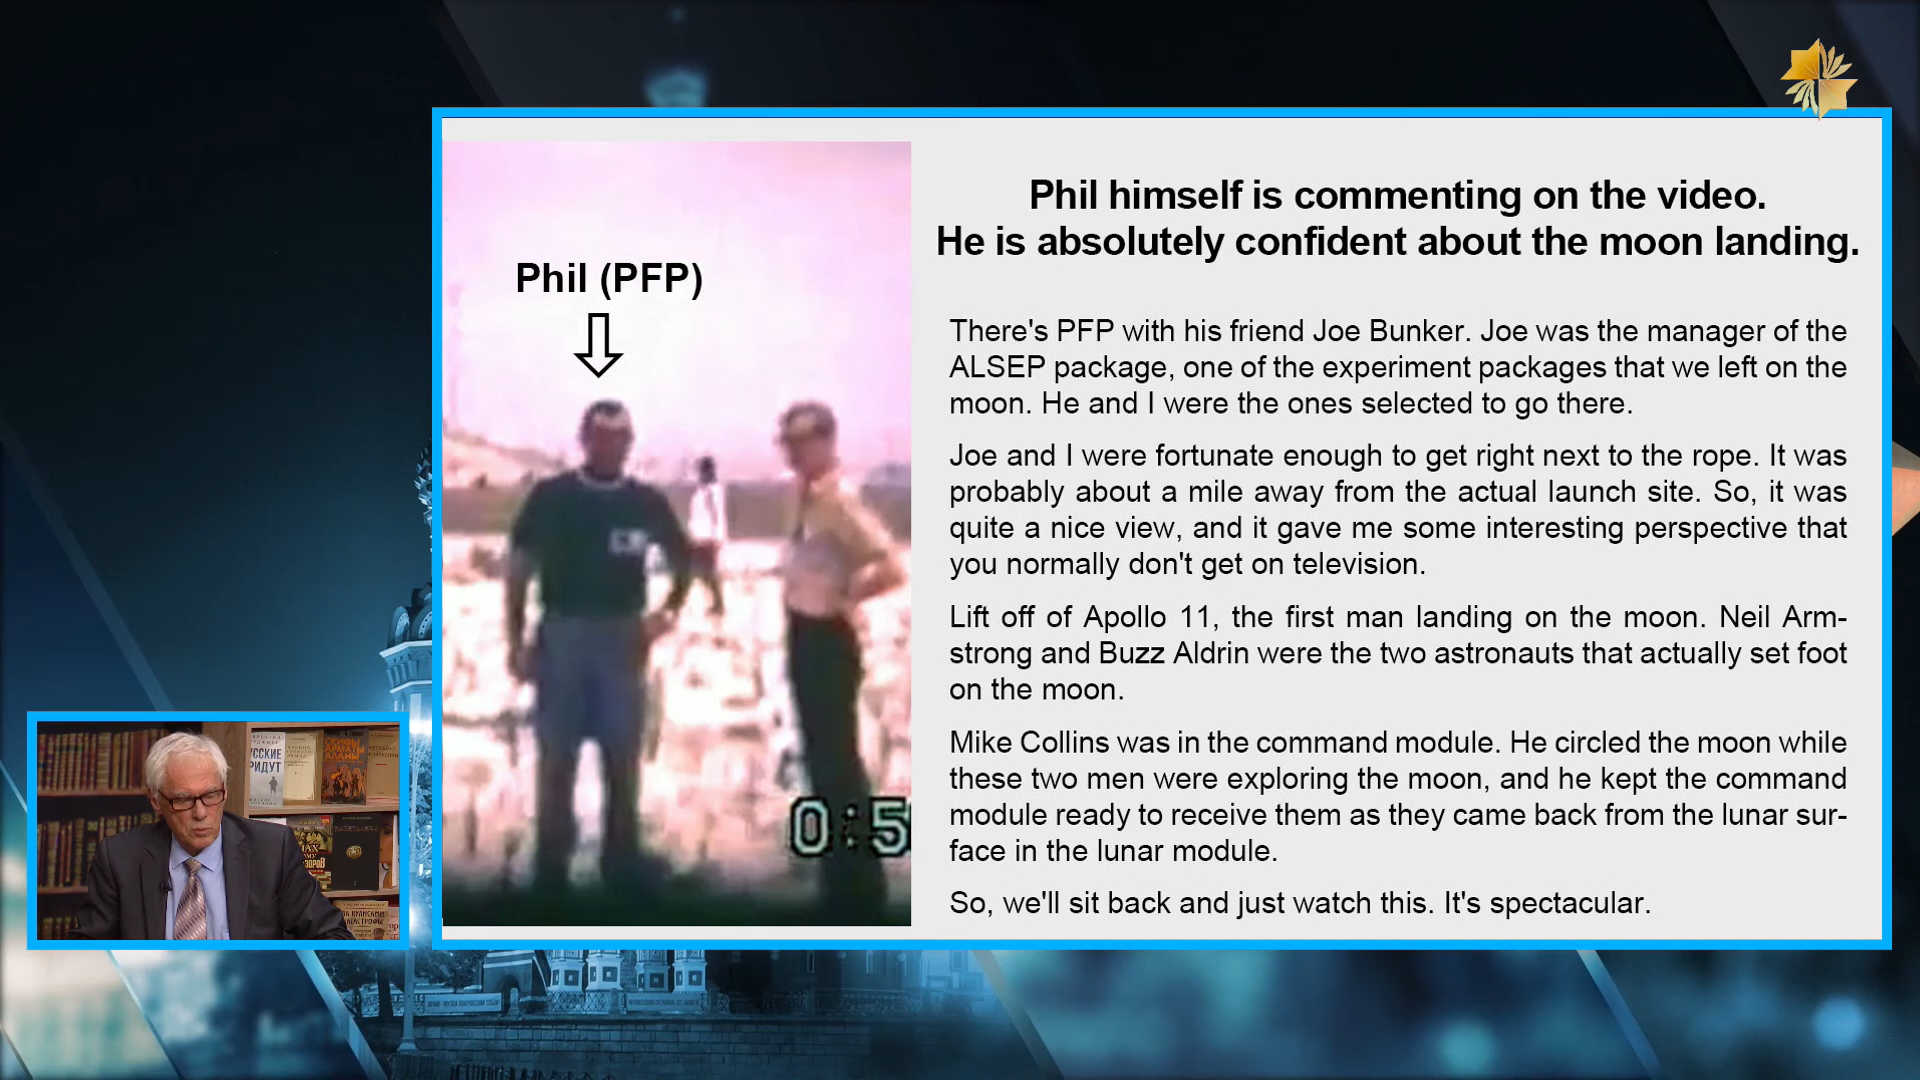 Phil himself is commenting on the video.
He is absolutely confident about the moon landing.
Phil (PFP)
There's PFP with his friend Joe Bunker. Joe was the manager of the
ALSEP package, one of the experiment packages that we left on the
moon. He and I were the ones selected to go there.
Joe and I were fortunate enough to get right next to the rope. It was
probably about a mile away from the actual launch site. So, it was
quite a nice view, and it gave me some interesting perspective that
you normally don't get on television.
Lift off of Apollo 11, the first man landing on the moon. Neil Arm-
strong and Buzz Aldrin were the two astronauts that actually set foot
on the moon.
Mike Collins was in the command module. He circled the moon while
these two men were exploring the moon, and he kept the command
module ready to receive them as they came back from the lunar sur-
face in the lunar module.
So, we'll sit back and just watch this. It's spectacular.
0:5